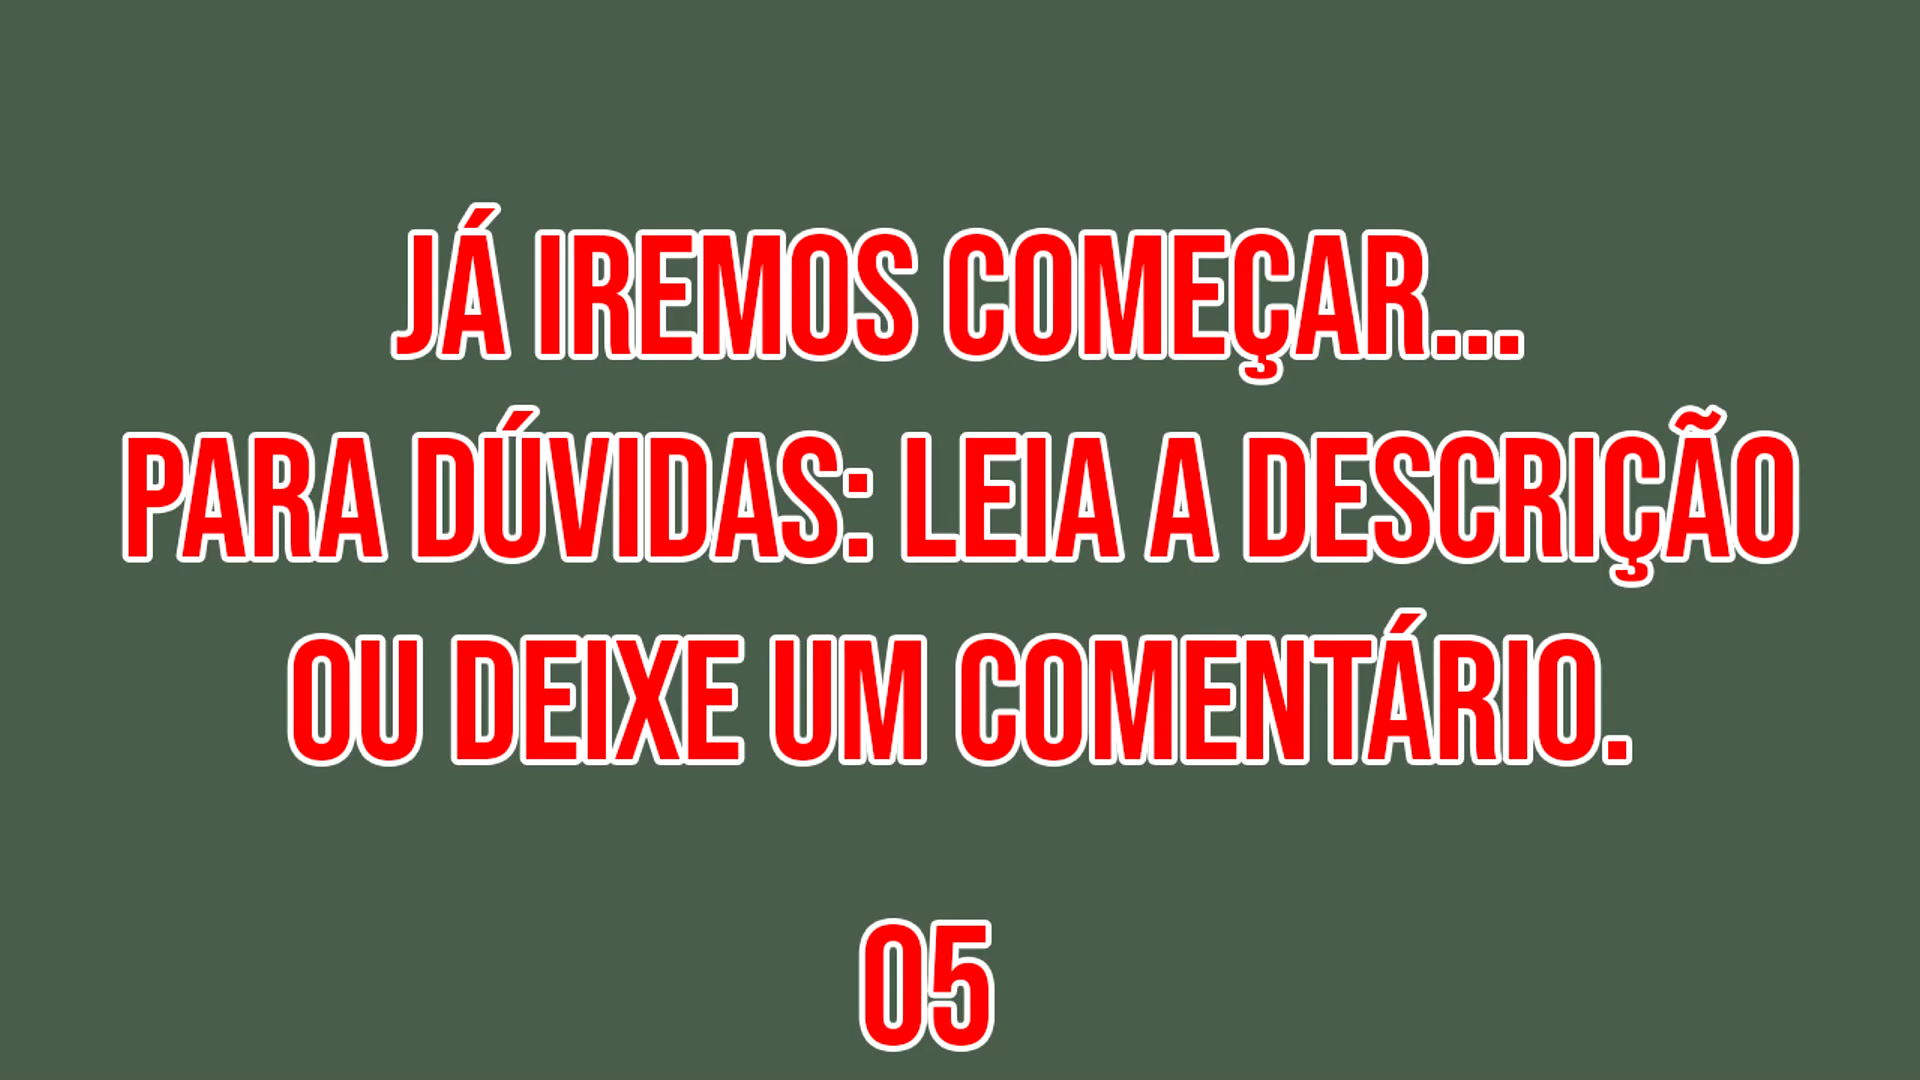 JÁ IREMOS COMEÇAR...
PARA DÚVIDAS: LEIA A DESCRIÇÃO
OU DEIXE UM COMENTÁRIO.
05